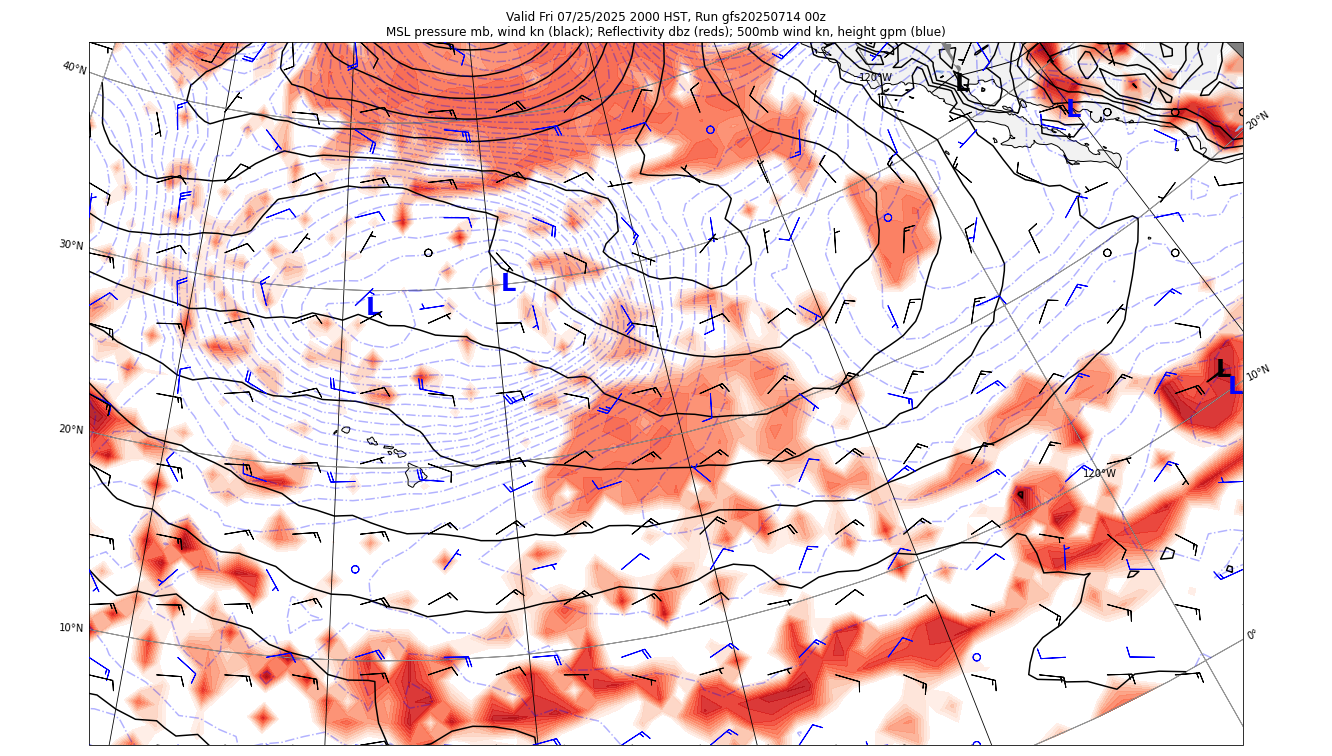 Valid Fri 07/25/2025 2000 HST, Run gfs20250714 00z
MSL pressure mb, wind kn (black); Reflectivity dbz (reds); 500mb wind kn, height gpm (blue)
40°N
120°W
L
L
20°N
30°N
L
L
L
L
10°N
20°N
120°W
10°N
0°